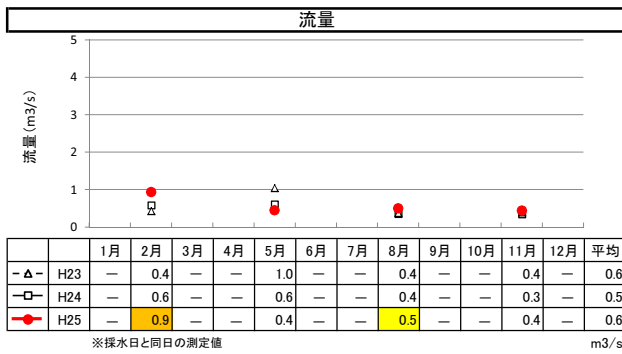 流量
5
4
3
2
1
0
流量(m3/s)
1月 2月 3月 4月 5月 6月 7月 8月 9月 10月 11月 12月 平均
H23 — 0.4 — — 1.0 — — 0.4 — — 0.4 — 0.6
H24 — 0.6 — — 0.6 — — 0.4 — — 0.3 — 0.5
H25 — 0.9 — — 0.4 — — 0.5 — — 0.4 — 0.6
※採水日と同日の測定値 m3/s